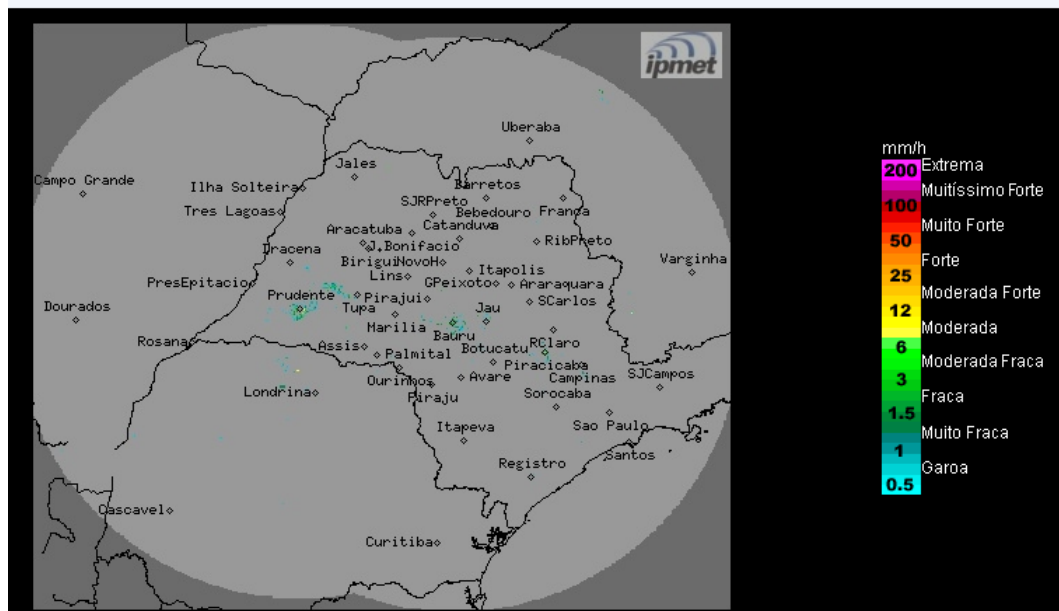 ipmet
Uberaba
Jales
Campo Grande
Ilha Solteira
Barretos
SJRPreto
Tres Lagoas
Bebedouro
Franca
Catanduva
Aracatuba
RibPreto
J.Bonifacio
Dracena
Birigui
NovoH
Varginha
Itapolis
Lins
PresEpitacio
GPeixoto
Araraquara
Prudente
Pirajui
SCarlos
Dourados
Tupa
Jau
Marilia
Bauru
Rosana
Assis
Botucatu
RClaro
Palmital
Piracicaba
Ourinhos
Avare
Campinas
SJCampos
Londrina
Piraju
Sorocaba
Itapeva
Sao Paulo
Santos
Registro
Cascavel
Curitiba
mm/h
200 Extrema
Muitíssimo Forte
100
Muito Forte
50
Forte
25
Moderada Forte
12
Moderada
6
Moderada Fraca
3
Fraca
1.5
Muito Fraca
1
Garoa
0.5